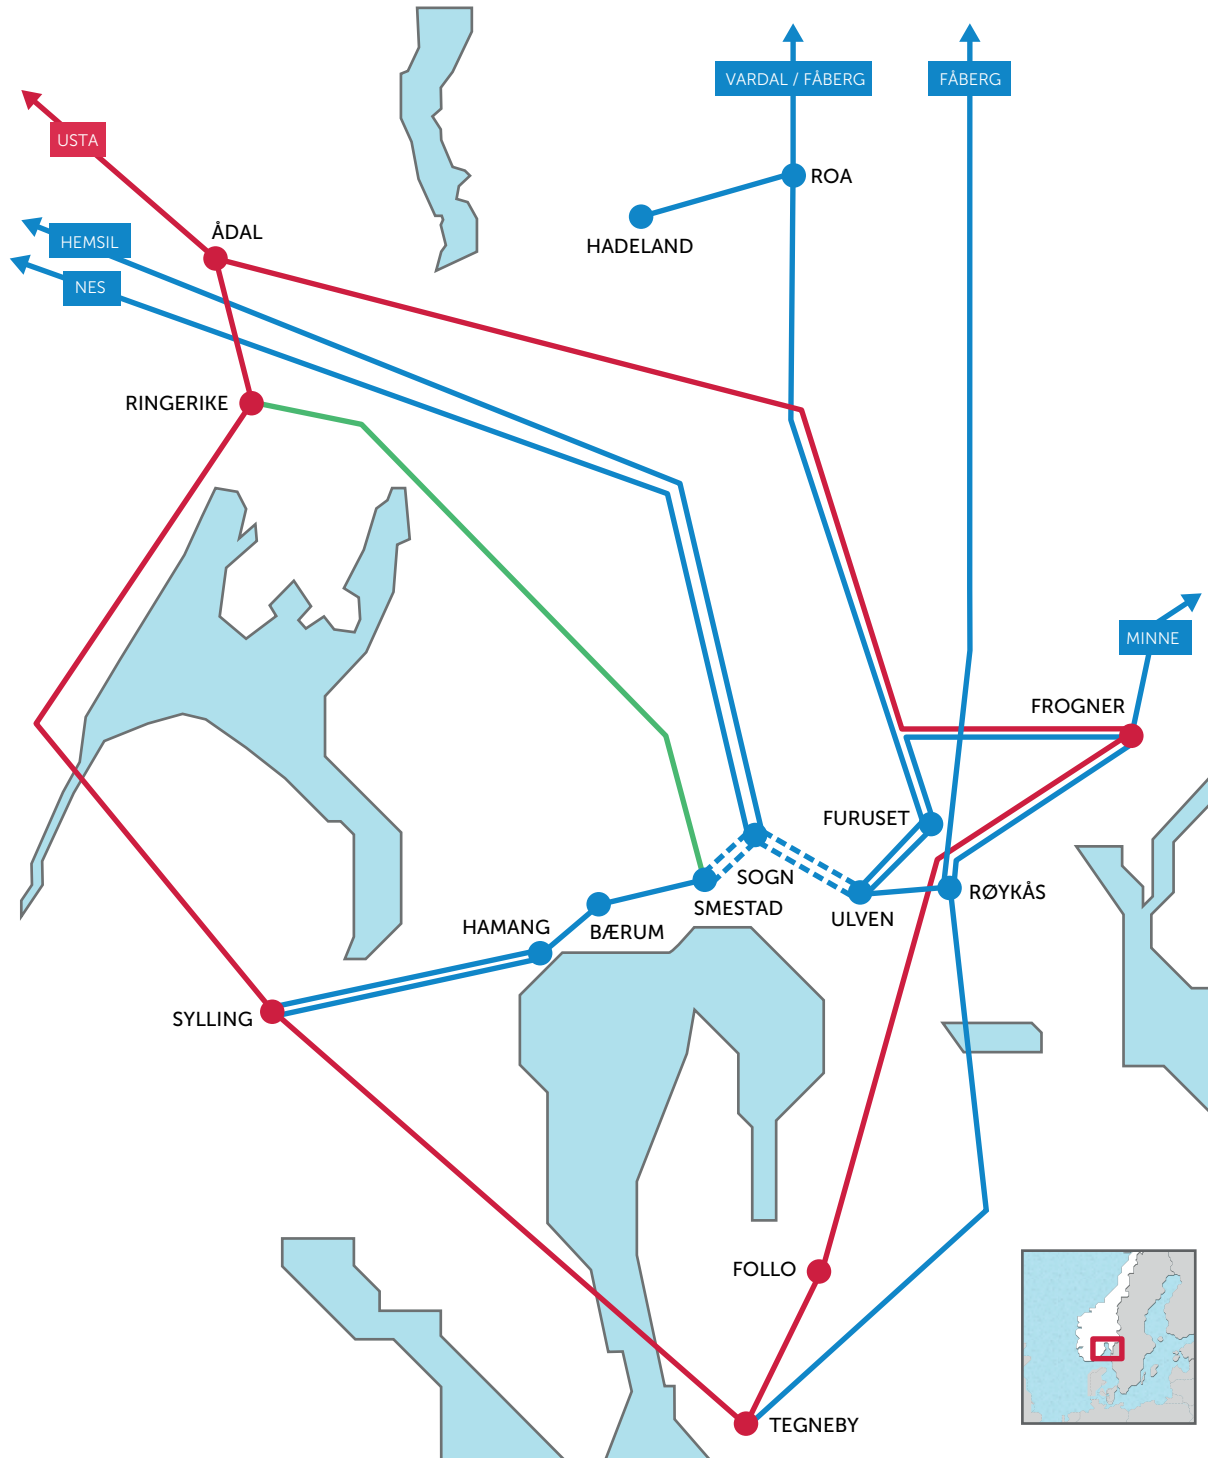 VARDAL / FÅBERG
FÅBERG
USTA
ROA
ÅDAL
HADELAND
HEMSIL
NES
RINGERIKE
MINNE
FROGNER
FURUSET
SOGN
SMESTAD
RØYKÅS
ULVEN
HAMANG
BÆRUM
SYLLING
FOLLO
TEGNEBY